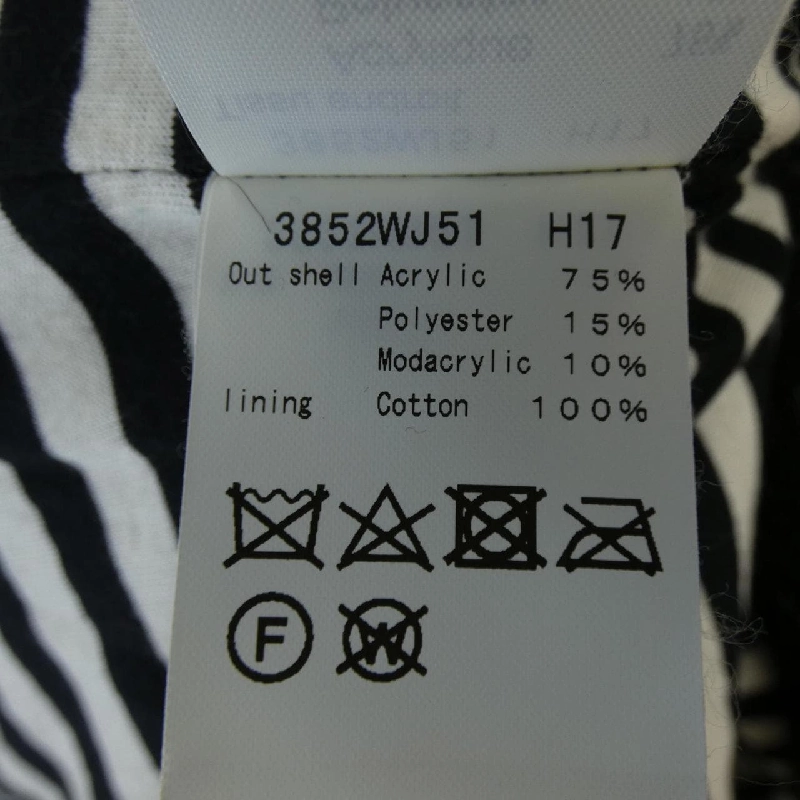 3852WJ51 H17
Out shell Acrylic 75%
Polyester 15%
Modacrylic 10%
lining Cotton 100%
F
W